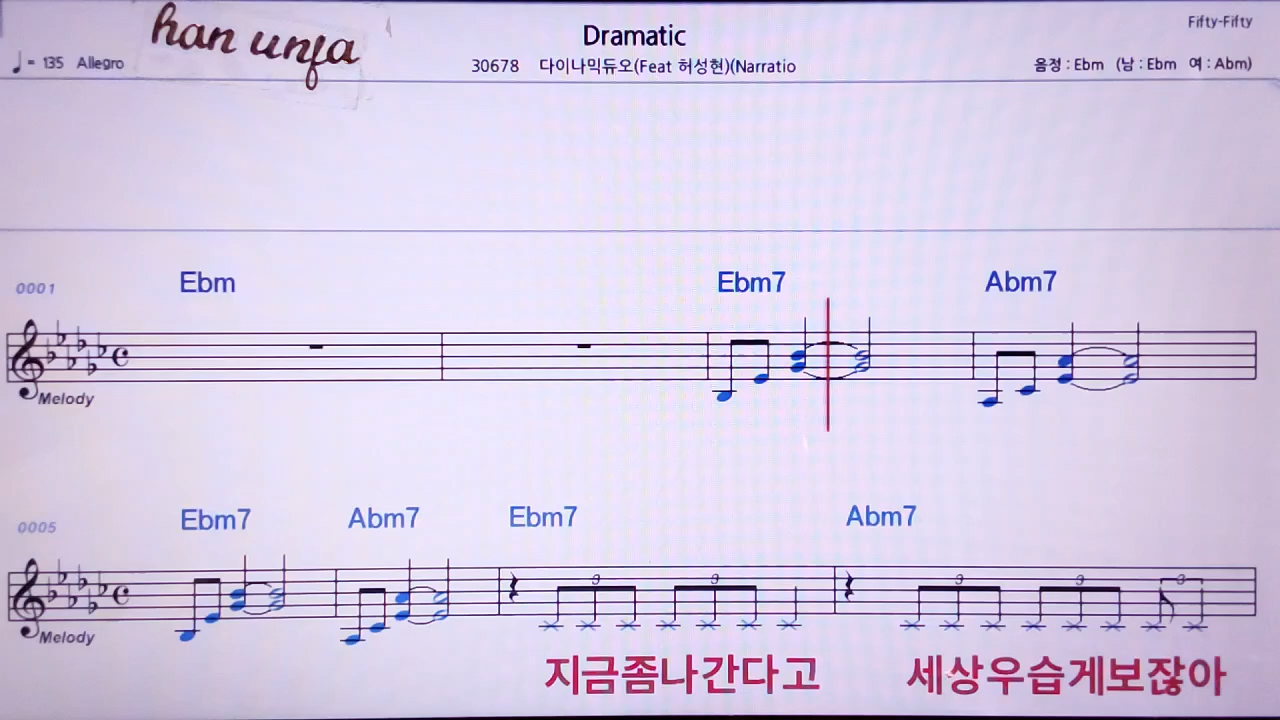 han unfa
Dramatic
Fifty-Fifty
= 135 Allegro
30678 다이나믹듀오(Feat 허성현)(Narratio
음정 : Ebm (남 : Ebm 여 : Abm)
0001
Ebm Ebm7 Abm7
Melody
0005
Ebm7 Abm7 Ebm7 Abm7
3 3 3 3 3
Melody
지금좀나간다고 세상우습게보잖아